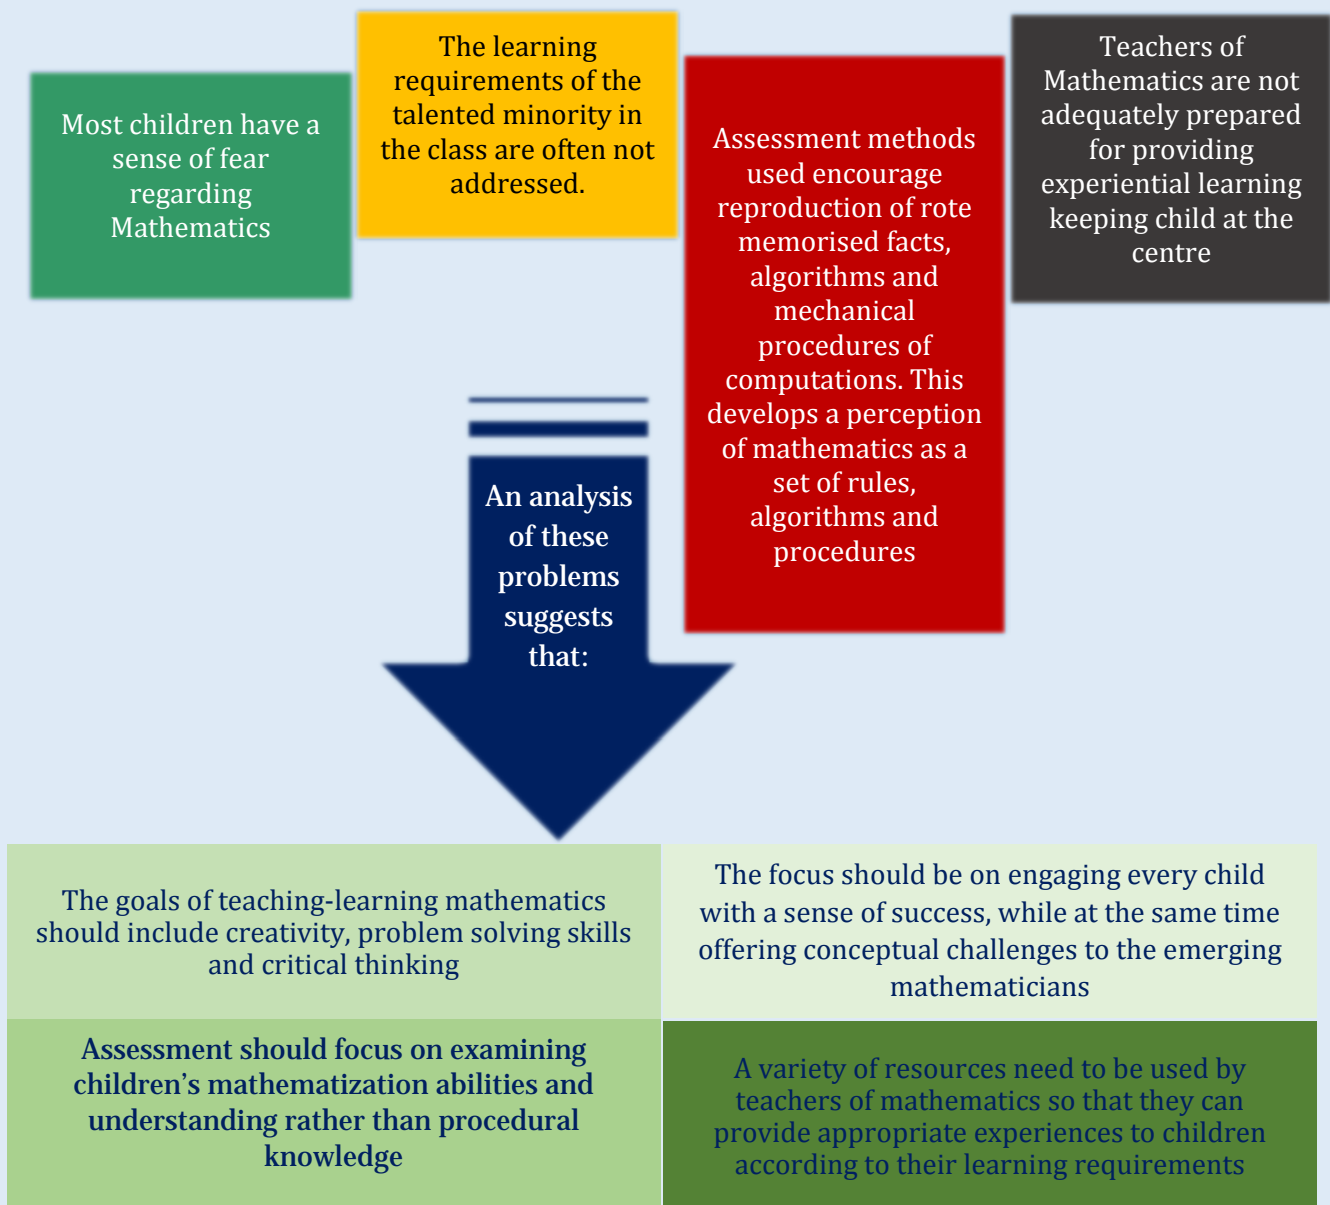 Most children have a
sense of fear
regarding
Mathematics
The learning
requirements of the
talented minority in
the class are often not
addressed.
Assessment methods
used encourage
reproduction of rote
memorised facts,
algorithms and
mechanical
procedures of
computations. This
develops a perception
of mathematics as a
set of rules,
algorithms and
procedures
Teachers of
Mathematics are not
adequately prepared
for providing
experiential learning
keeping child at the
centre
An analysis
of these
problems
suggests
that:
The goals of teaching-learning mathematics
should include creativity, problem solving skills
and critical thinking
The focus should be on engaging every child
with a sense of success, while at the same time
offering conceptual challenges to the emerging
mathematicians
Assessment should focus on examining
children’s mathematization abilities and
understanding rather than procedural
knowledge
A variety of resources need to be used by
teachers of mathematics so that they can
provide appropriate experiences to children
according to their learning requirements